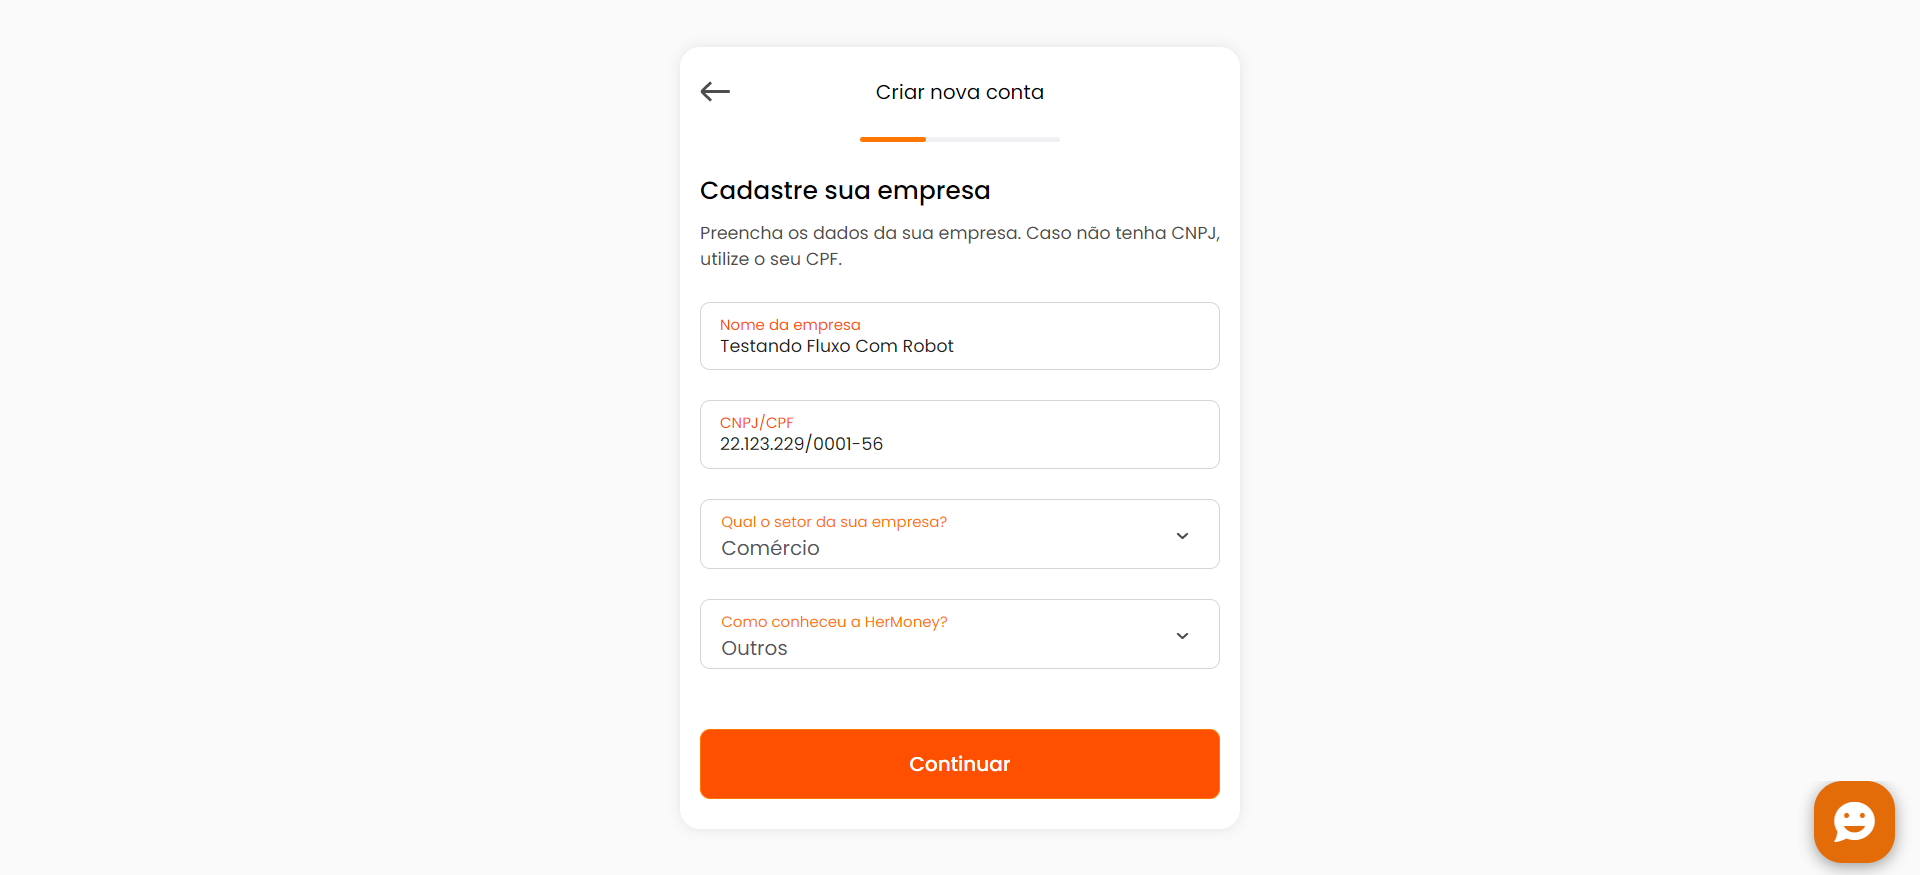 Criar nova conta
Cadastre sua empresa
Preencha os dados da sua empresa. Caso não tenha CNPJ,
utilize o seu CPF.
Nome da empresa
Testando Fluxo Com Robot
CNPJ/CPF
22.123.229/0001-56
Qual o setor da sua empresa?
Comércio
Como conheceu a HerMoney?
Outros
Continuar